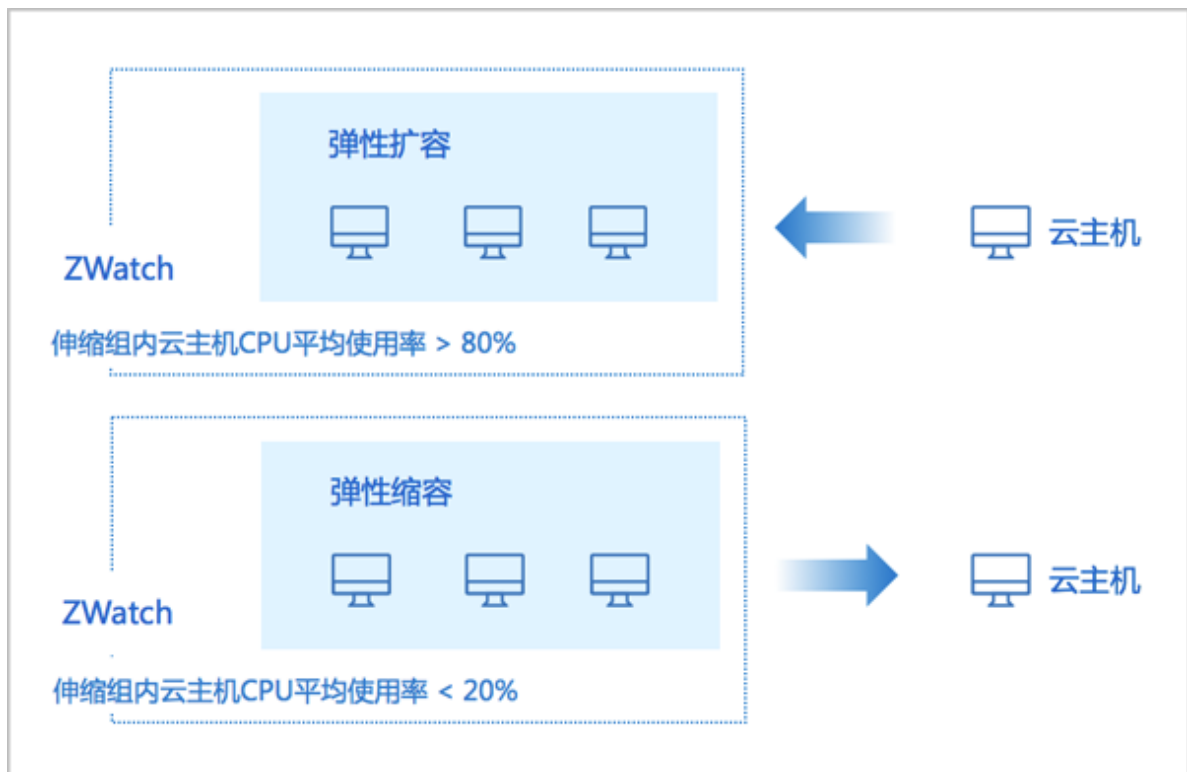 弹性扩容
云主机
ZWatch
伸缩组内云主机CPU平均使用率 > 80%
弹性缩容
云主机
ZWatch
伸缩组内云主机CPU平均使用率 < 20%